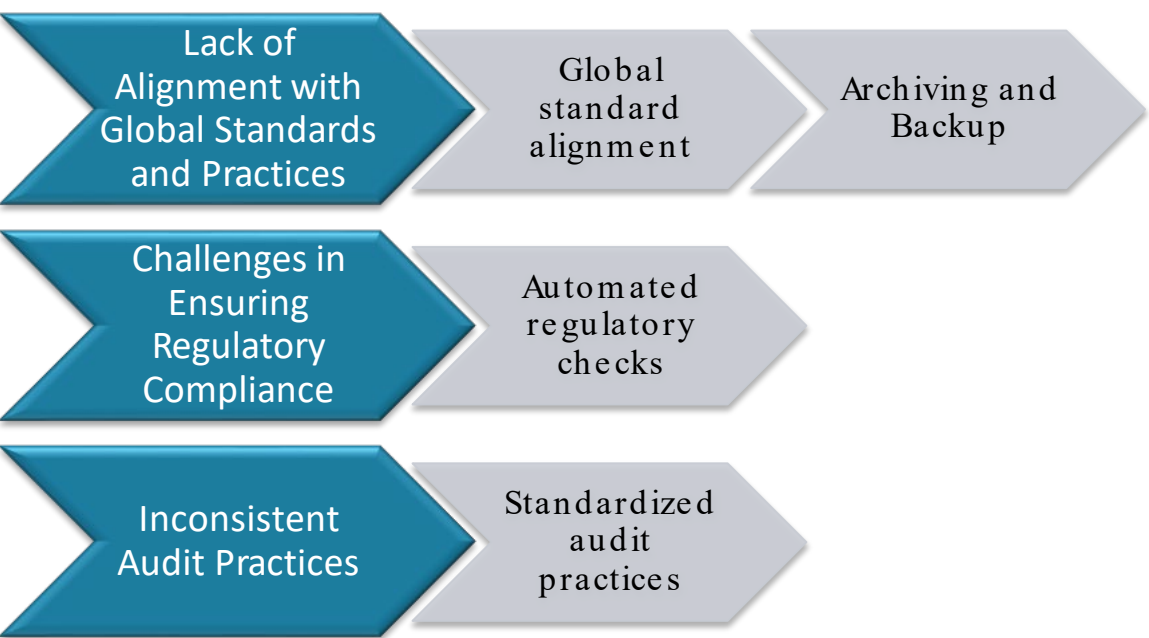 Lack of
Alignment with
Global Standards
and Practices
Global
standard
alignment
Archiving and
Backup
Challenges in
Ensuring
Regulatory
Compliance
Automated
regulatory
checks
Inconsistent
Audit Practices
Standardized
audit
practices